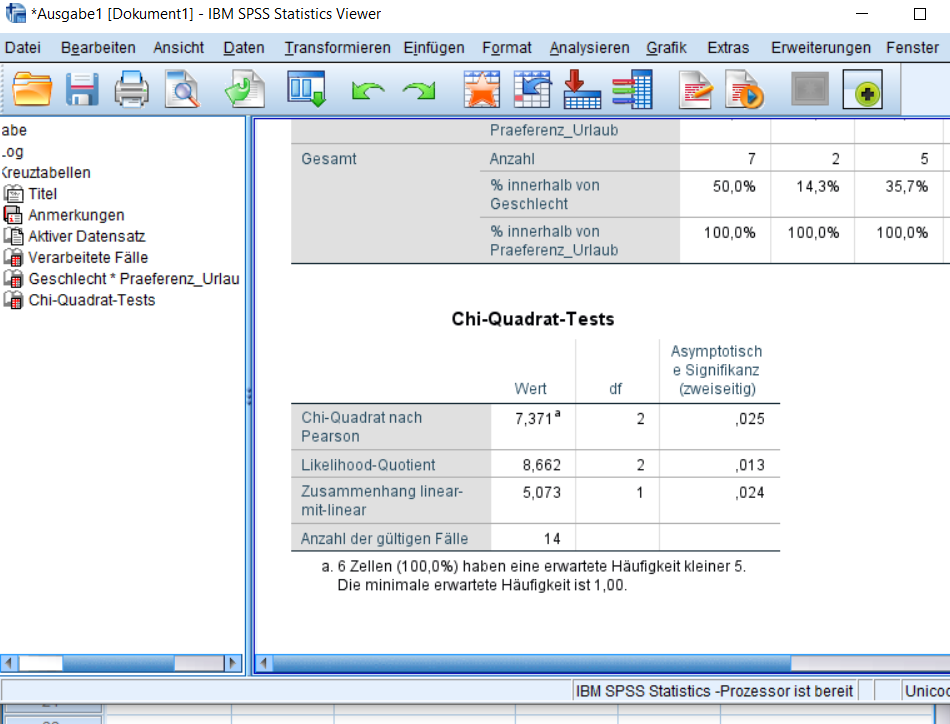 *Ausgabe1 [Dokument1] - IBM SPSS Statistics Viewer
Datei Bearbeiten Ansicht Daten Transformieren Einfügen Format Analysieren Grafik Extras Erweiterungen Fenster
abe
Log
Kreuztabellen
Titel
Anmerkungen
Aktiver Datensatz
Verarbeitete Fälle
Geschlecht * Praeferenz_Urlau
Chi-Quadrat-Tests
Praeferenz_Urlaub
Gesamt Anzahl 7 2 5
% innerhalb von 50,0% 14,3% 35,7%
Geschlecht
% innerhalb von 100,0% 100,0% 100,0%
Praeferenz_Urlaub
Chi-Quadrat-Tests
Asymptotisch
e Signifikanz
Wert df (zweiseitig)
Chi-Quadrat nach 7,371a 2 ,025
Pearson
Likelihood-Quotient 8,662 2 ,013
Zusammenhang linear- 5,073 1 ,024
mit-linear
Anzahl der gültigen Fälle 14
a. 6 Zellen (100,0%) haben eine erwartete Häufigkeit kleiner 5.
Die minimale erwartete Häufigkeit ist 1,00.
IBM SPSS Statistics -Prozessor ist bereit Unico